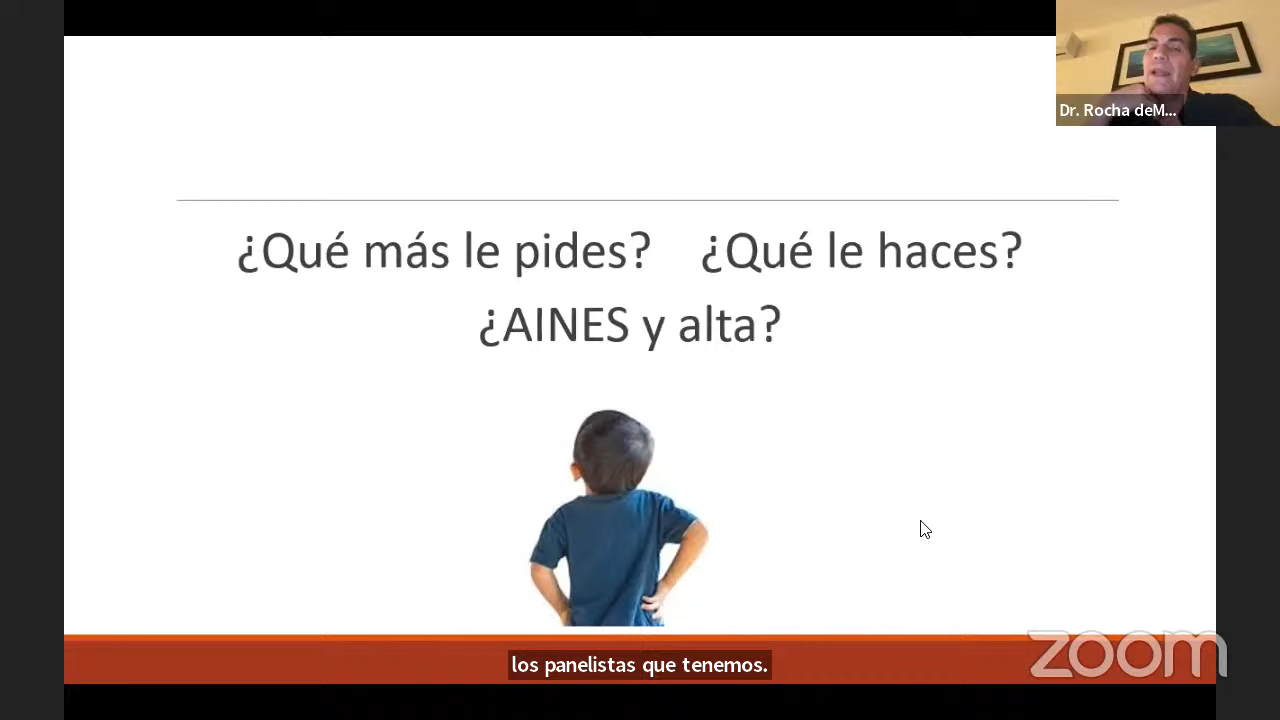 Dr. Rocha deM...
¿Qué más le pides? ¿Qué le haces?
¿AINES y alta?
los panelistas que tenemos.
zoom